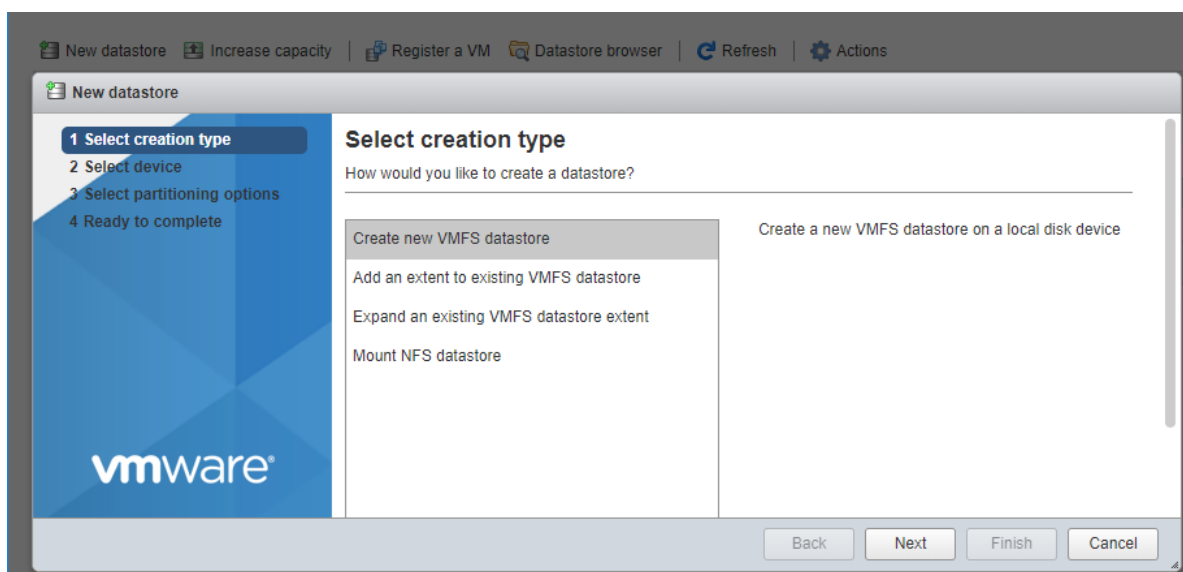 New datastore Increase capacity Register a VM Datastore browser Refresh Actions
New datastore
1 Select creation type
2 Select device
3 Select partitioning options
4 Ready to complete
vmware®
Select creation type
How would you like to create a datastore?
Create new VMFS datastore
Add an extent to existing VMFS datastore
Expand an existing VMFS datastore extent
Mount NFS datastore
Create a new VMFS datastore on a local disk device
Back Next Finish Cancel